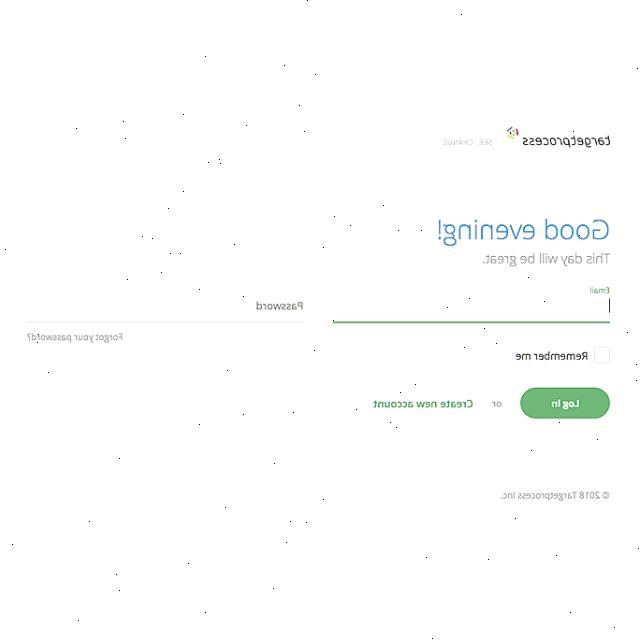 targetprocess SEE. CHANGE.
Good evening!
This day will be great.
Email
Password
Forgot your password?
Remember me
Log In or Create new account
© 2018 Targetprocess Inc.